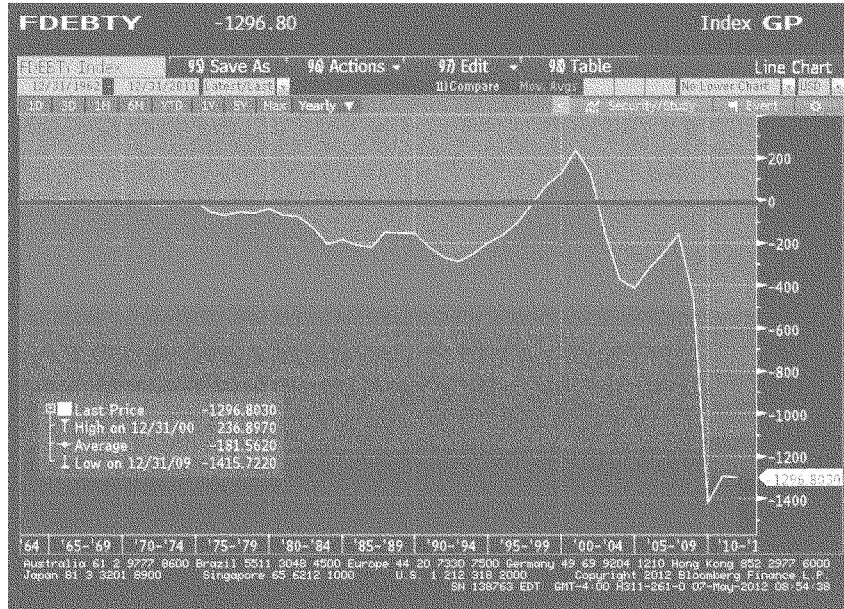 FDEBTY -1296.80 Index GP
FDEBTY Index 95) Save As 96) Actions 97) Edit 98) Table Line Chart
12/31/1962 - 12/31/2011 Latest/Last 11) Compare Mov. Avgs No Lower Chart USD
1D 3D 1M 6M YTD 1Y 5Y Max Yearly Security/Study Event
200
0
-200
-400
-600
-800
-1000
-1200
-1296.8030
-1400
Last Price -1296.8030
High on 12/31/00 236.8970
Average -181.5620
Low on 12/31/09 -1415.7220
'64 '65-'69 '70-'74 '75-'79 '80-'84 '85-'89 '90-'94 '95-'99 '00-'04 '05-'09 '10-'1
Australia 61 2 9777 8600 Brazil 5511 3048 4500 Europe 44 20 7330 7500 Germany 49 69 9204 1210 Hong Kong 852 2977 6000
Japan 81 3 3201 8900 Singapore 65 6212 1000 U.S. 1 212 318 2000 Copyright 2012 Bloomberg Finance L.P.
SN 138763 EDT GMT-4:00 H311-261-0 07-May-2012 08:54:38